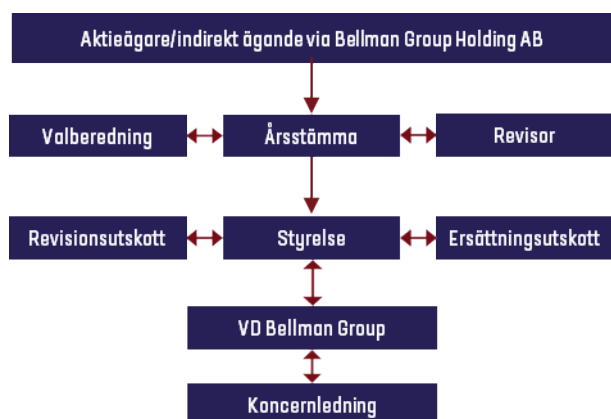 Aktieägare/indirekt ägande via Bellman Group Holding AB
Valberedning
Årsstämma
Revisor
Revisionsutskott
Styrelse
Ersättningsutskott
VD Bellman Group
Koncernledning